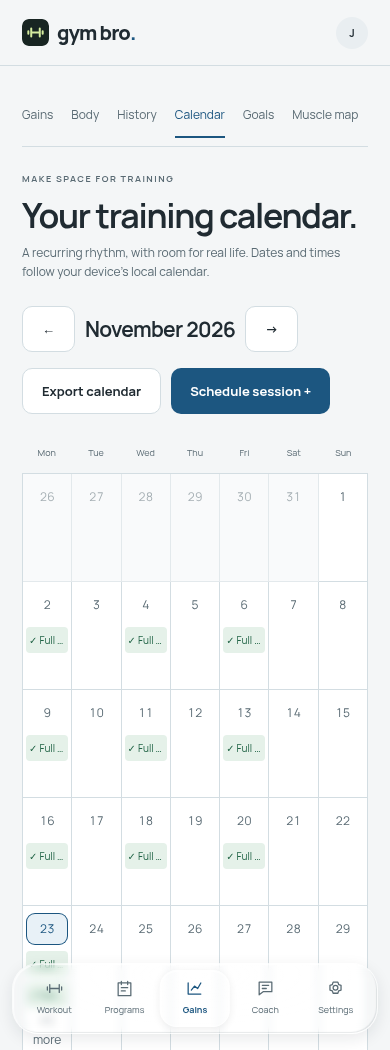 gym bro.
J
Gains Body History Calendar Goals Muscle map
MAKE SPACE FOR TRAINING
Your training calendar.
A recurring rhythm, with room for real life. Dates and times
follow your device's local calendar.
← November 2026 →
Export calendar Schedule session +
Mon Tue Wed Thu Fri Sat Sun
26 27 28 29 30 31 1
2 3 4 5 6 7 8
✓ Full ... ✓ Full ... ✓ Full ...
9 10 11 12 13 14 15
✓ Full ... ✓ Full ... ✓ Full ...
16 17 18 19 20 21 22
✓ Full ... ✓ Full ... ✓ Full ...
23 24 25 26 27 28 29
✓ Full ...
Workout Programs Gains Coach Settings
more